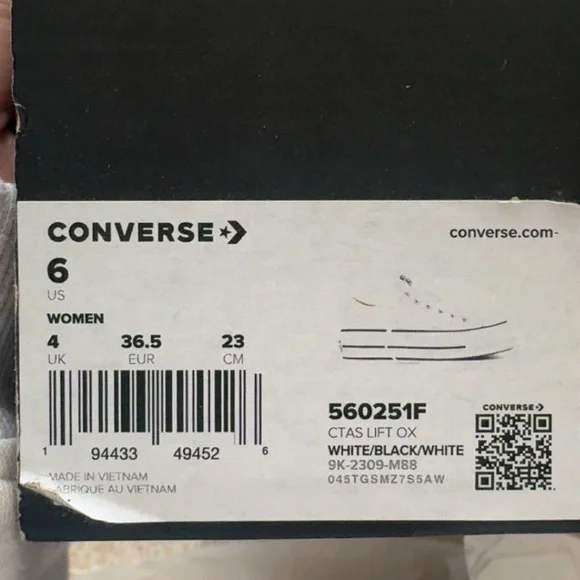 CONVERSE
converse.com
6
US
WOMEN
4 36.5 23
UK EUR CM
1 94433 49452 6
MADE IN VIETNAM
FABRIQUE AU VIETNAM
560251F
CTAS LIFT OX
WHITE/BLACK/WHITE
9K-2309-M88
045TGSMZ7S5AW
CONVERSE